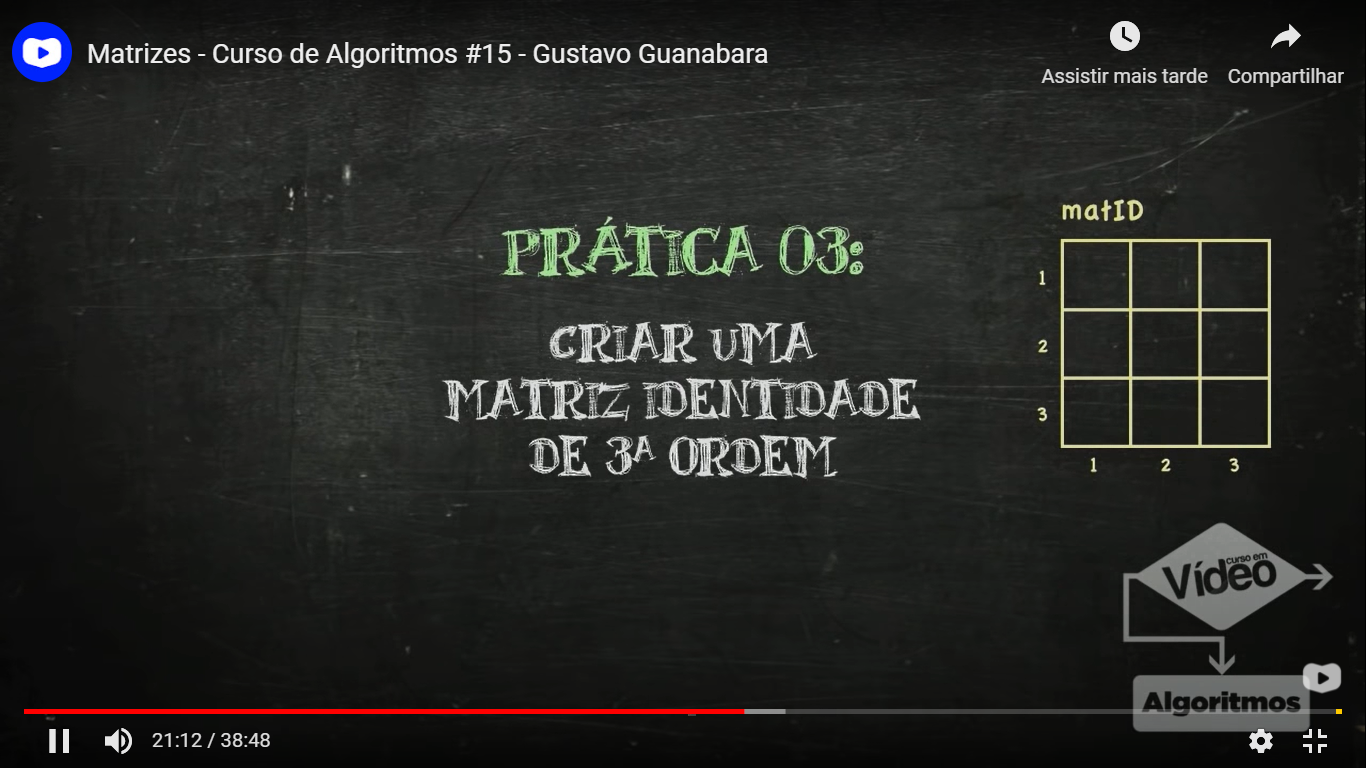 Matrizes - Curso de Algoritmos #15 - Gustavo Guanabara
Assistir mais tarde
Compartilhar
PRÁTICA 03:
CRIAR UMA
MATRIZ IDENTIDADE
DE 3ª ORDEM
matID
1
2
3
1 2 3
curso em
Vídeo
Algoritmos
21:12 / 38:48